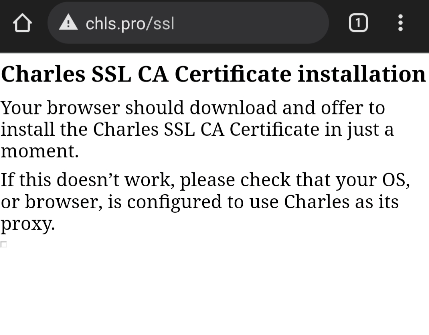 chls.pro/ssl
1
Charles SSL CA Certificate installation
Your browser should download and offer to
install the Charles SSL CA Certificate in just a
moment.
If this doesn’t work, please check that your OS,
or browser, is configured to use Charles as its
proxy.